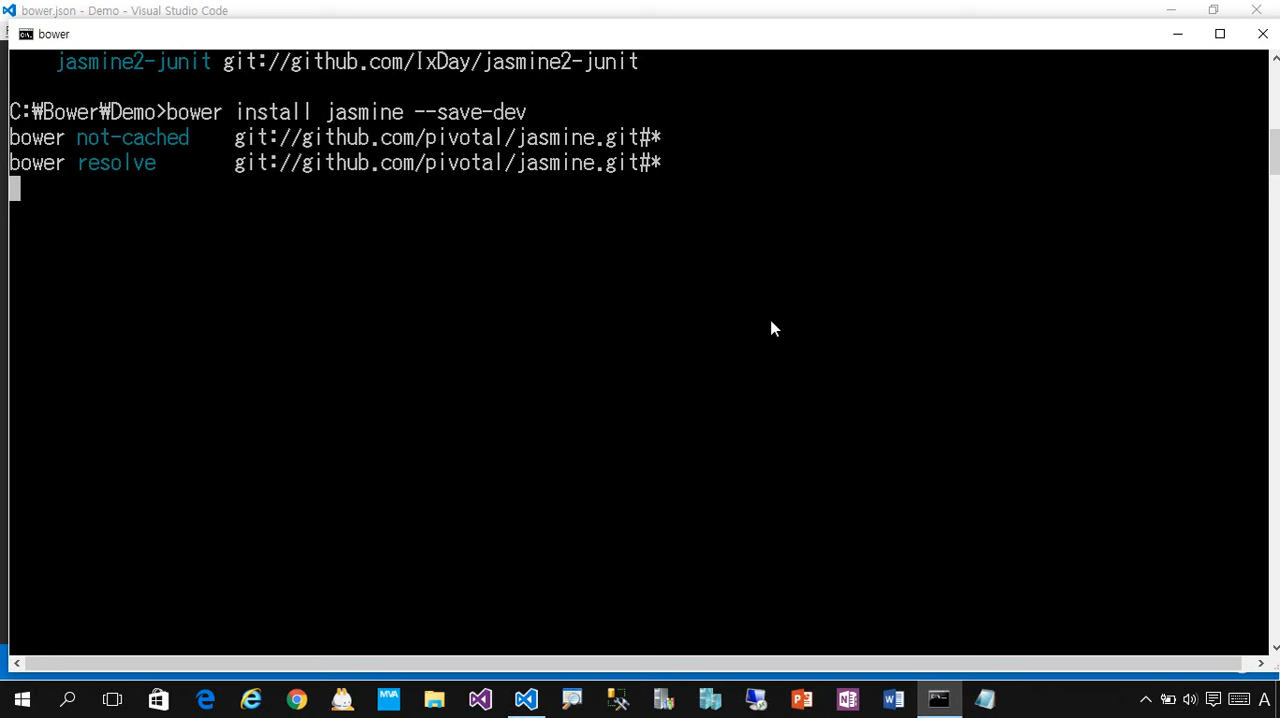 bower.json - Demo - Visual Studio Code
bower
jasmine2-junit git://github.com/IxDay/jasmine2-junit
C:₩Bower₩Demo>bower install jasmine --save-dev
bower not-cached git://github.com/pivotal/jasmine.git#*
bower resolve git://github.com/pivotal/jasmine.git#*
MVA
A